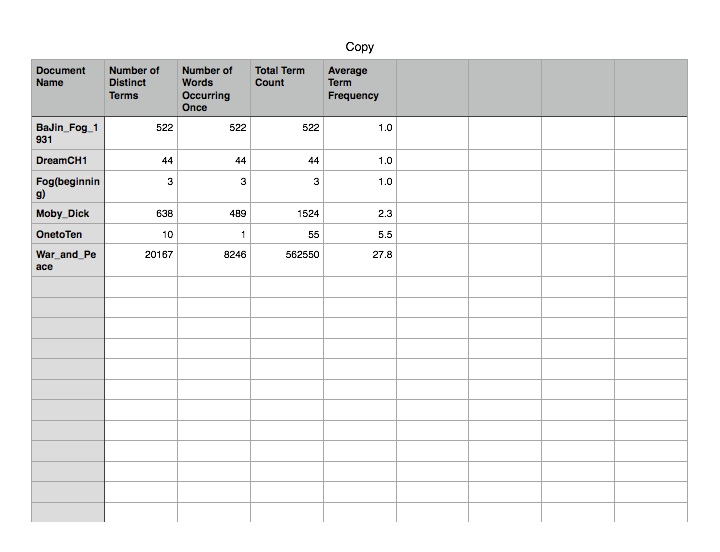 Copy
Document Name Number of Distinct Terms Number of Words Occurring Once Total Term Count Average Term Frequency
BaJin_Fog_1931 522 522 522 1.0
DreamCH1 44 44 44 1.0
Fog(beginning) 3 3 3 1.0
Moby_Dick 638 489 1524 2.3
OnetoTen 10 1 55 5.5
War_and_Peace 20167 8246 562550 27.8